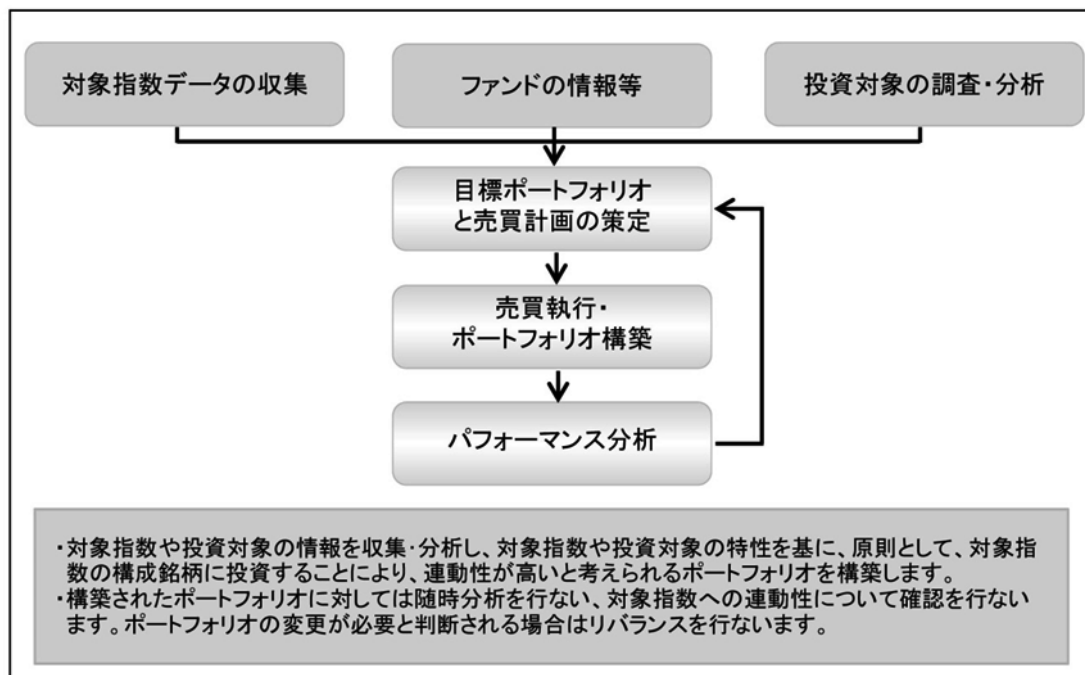 対象指数データの収集
ファンドの情報等
投資対象の調査・分析
目標ポートフォリオ
と売買計画の策定
売買執行・
ポートフォリオ構築
パフォーマンス分析
・対象指数や投資対象の情報を収集・分析し、対象指数や投資対象の特性を基に、原則として、対象指
数の構成銘柄に投資することにより、連動性が高いと考えられるポートフォリオを構築します。
・構築されたポートフォリオに対しては随時分析を行ない、対象指数への連動性について確認を行ない
ます。ポートフォリオの変更が必要と判断される場合はリバランスを行ないます。